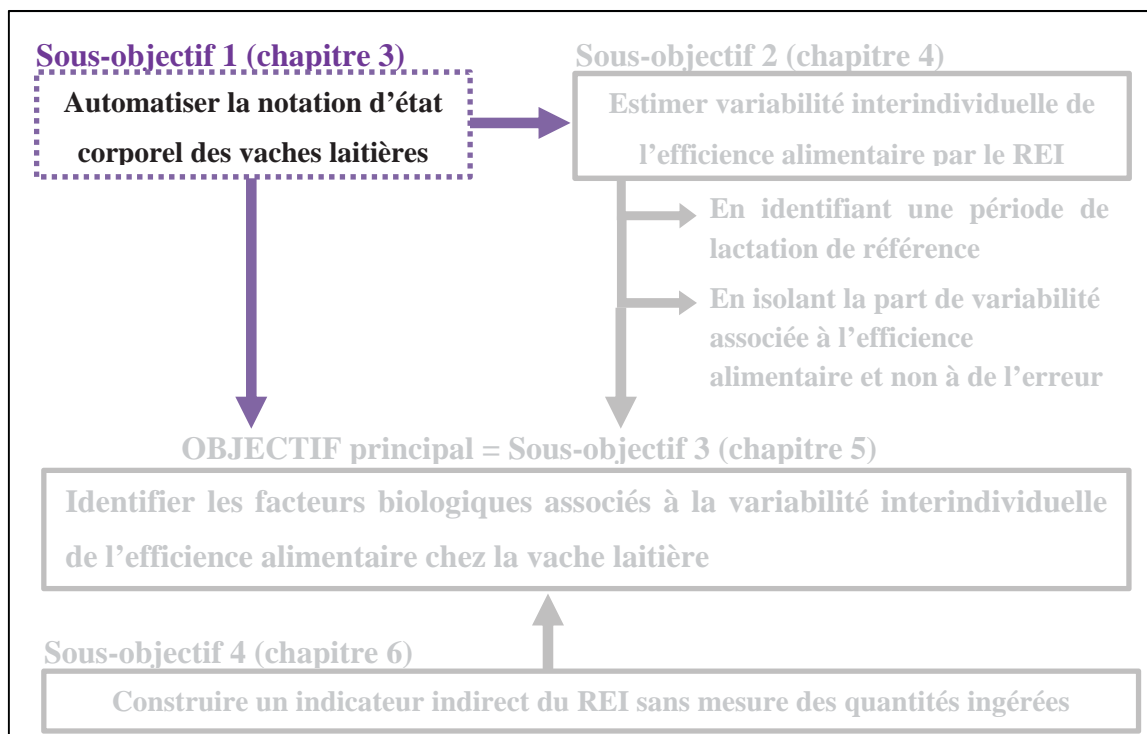 Sous-objectif 1 (chapitre 3)
Automatiser la notation d’état
corporel des vaches laitières
Sous-objectif 2 (chapitre 4)
Estimer variabilité interindividuelle de
l’efficience alimentaire par le REI
En identifiant une période de
lactation de référence
En isolant la part de variabilité
associée à l’efficience
alimentaire et non à de l’erreur
OBJECTIF principal = Sous-objectif 3 (chapitre 5)
Identifier les facteurs biologiques associés à la variabilité interindividuelle
de l’efficience alimentaire chez la vache laitière
Sous-objectif 4 (chapitre 6)
Construire un indicateur indirect du REI sans mesure des quantités ingérées